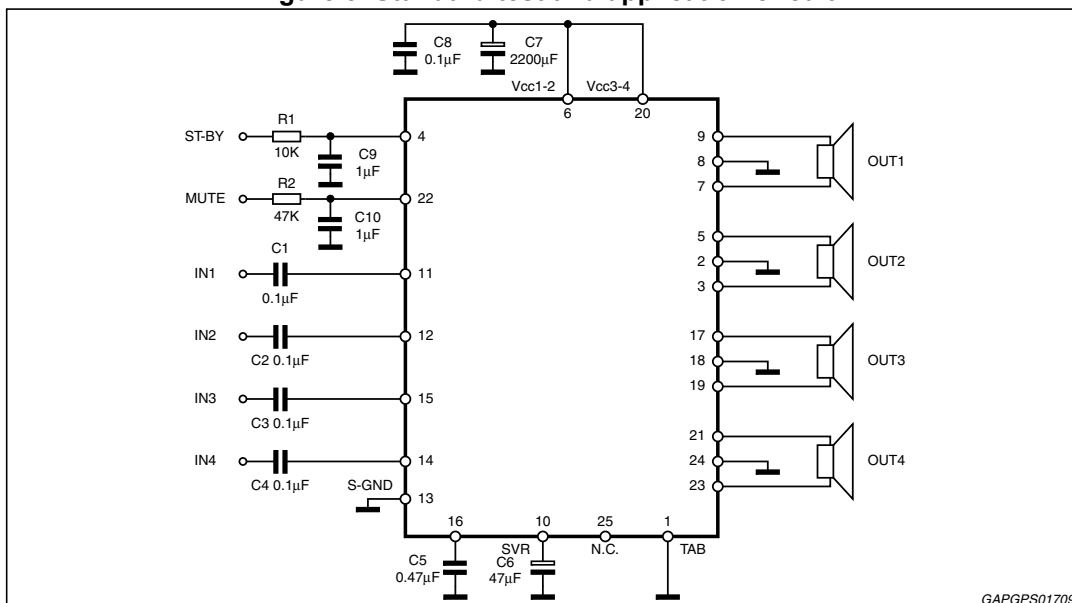 C8
0.1µF
C7
2200µF
Vcc1-2
Vcc3-4
6
20
ST-BY
R1
10K
4
C9
1µF
MUTE
R2
47K
22
C10
1µF
IN1
C1
0.1µF
11
IN2
C2 0.1µF
12
IN3
C3 0.1µF
15
IN4
C4 0.1µF
14
S-GND
13
9
8
7
OUT1
5
2
3
OUT2
17
18
19
OUT3
21
24
23
OUT4
16
10
25
1
SVR
N.C.
TAB
C5
0.47µF
C6
47µF
GAPGPS01709